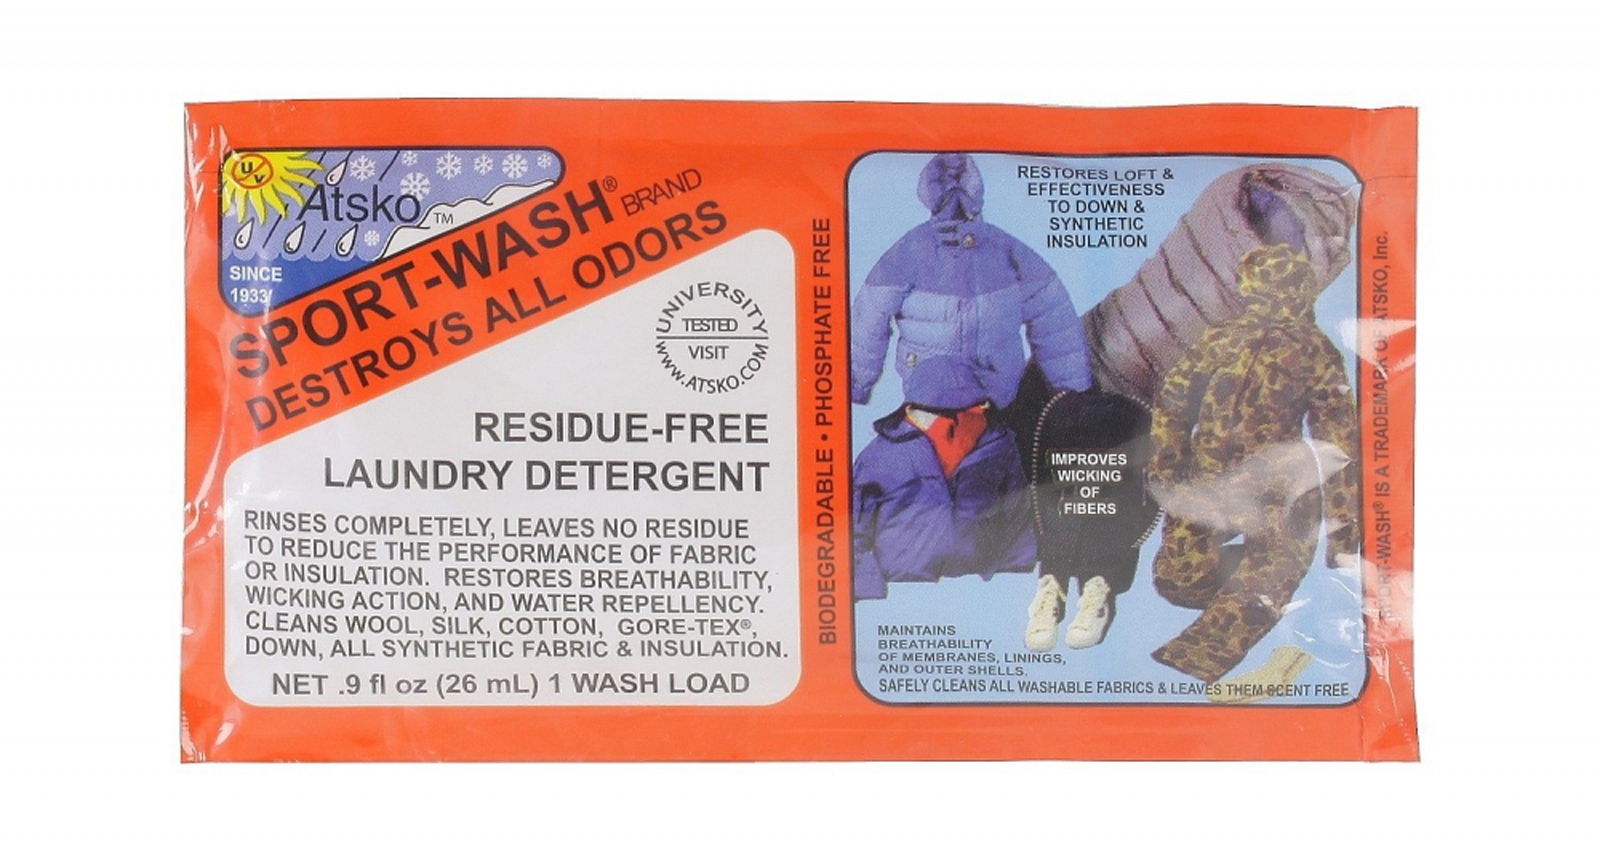 UV
Atsko™
SINCE
1933
SPORT-WASH® BRAND
DESTROYS ALL ODORS
UNIVERSITY
TESTED
VISIT
WWW.ATSKO.COM
RESIDUE-FREE
LAUNDRY DETERGENT
RINSES COMPLETELY, LEAVES NO RESIDUE
TO REDUCE THE PERFORMANCE OF FABRIC
OR INSULATION. RESTORES BREATHABILITY,
WICKING ACTION, AND WATER REPELLENCY.
CLEANS WOOL, SILK, COTTON, GORE-TEX®,
DOWN, ALL SYNTHETIC FABRIC & INSULATION.
NET .9 fl oz (26 mL) 1 WASH LOAD
BIODEGRADABLE • PHOSPHATE FREE
RESTORES LOFT &
EFFECTIVENESS
TO DOWN &
SYNTHETIC
INSULATION
IMPROVES
WICKING
OF
FIBERS
MAINTAINS
BREATHABILITY
OF MEMBRANES, LININGS,
AND OUTER SHELLS.
SAFELY CLEANS ALL WASHABLE FABRICS & LEAVES THEM SCENT FREE
SPORT-WASH® IS A TRADEMARK OF ATSKO, Inc.